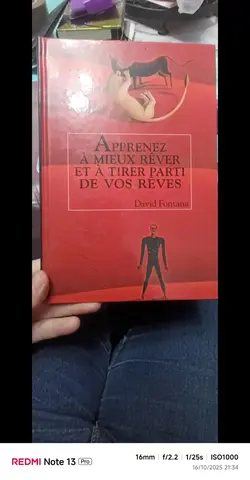 APPRENEZ
À MIEUX RÊVER
ET À TIRER PARTI
DE VOS RÊVES
David Fontana
REDMI Note 13 Pro
16mm | f/2.2 | 1/25s | ISO1000
16/10/2025 21:34